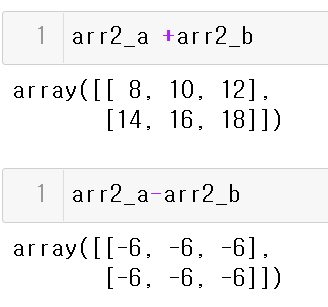 1 arr2_a +arr2_b
array([[ 8, 10, 12],
       [14, 16, 18]])
1 arr2_a-arr2_b
array([[-6, -6, -6],
       [-6, -6, -6]])